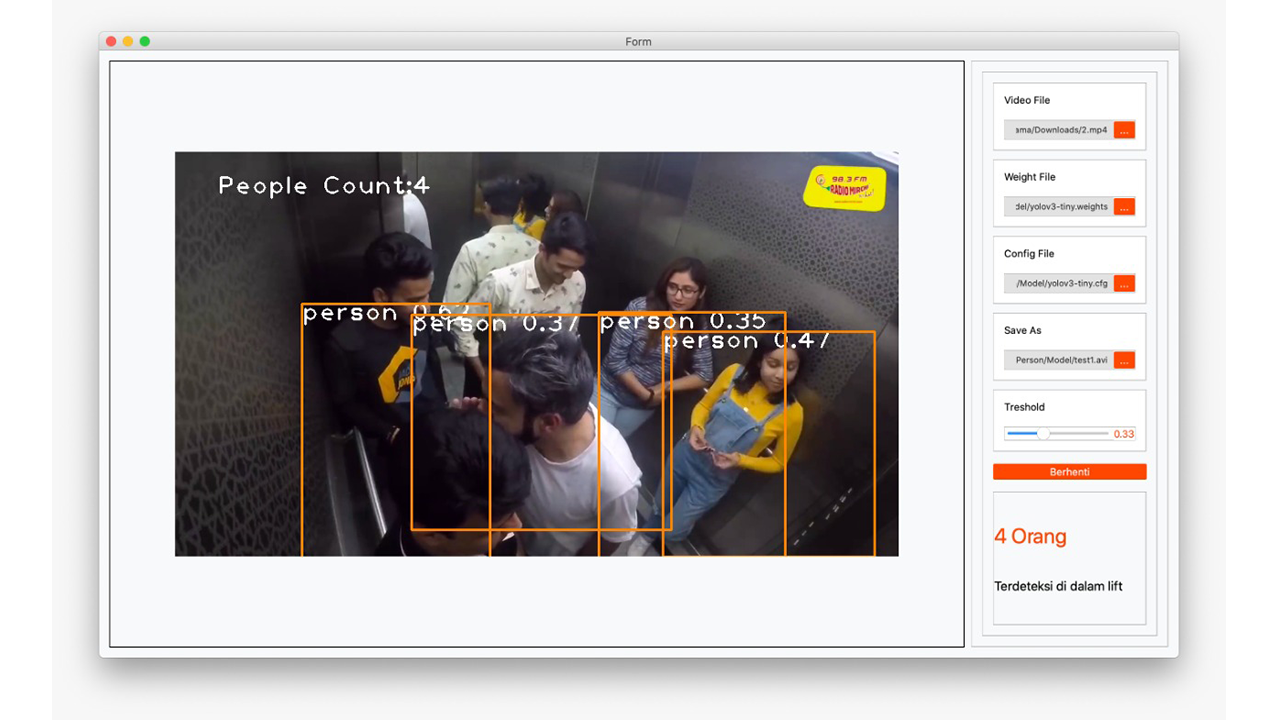 Form
People Count:4
98.3 FM
RADIO MIRCHI
person 0.62
person 0.37
person 0.35
person 0.47
Video File
ama/Downloads/2.mp4
...
Weight File
del/yolov3-tiny.weights
...
Config File
/Model/yolov3-tiny.cfg
...
Save As
Person/Model/test1.avi
...
Treshold
0.33
Berhenti
4 Orang
Terdeteksi di dalam lift